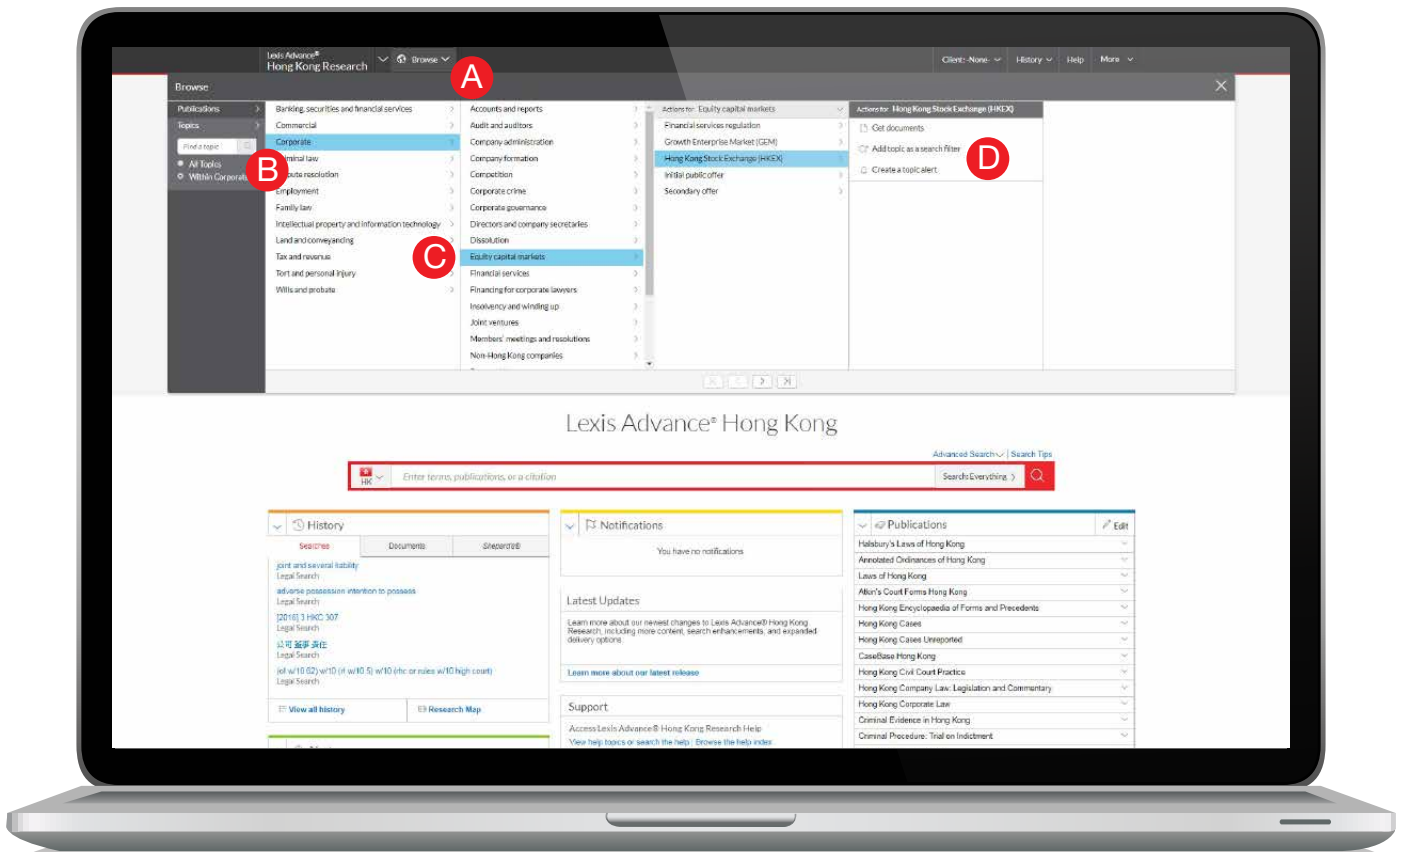 Lexis Advance®
Hong Kong Research
Browse
Client: -None-
History
Help
More
A
Browse
Publications
Topics
Find a topic
All Topics
Within Corporate
B
Banking, securities and financial services
Commercial
Corporate
Criminal law
Dispute resolution
Employment
Family law
Intellectual property and information technology
Land and conveyancing
Tax and revenue
Tort and personal injury
Wills and probate
C
Accounts and reports
Audit and auditors
Company administration
Company formation
Competition
Corporate crime
Corporate governance
Directors and company secretaries
Dissolution
Equity capital markets
Financial services
Financing for corporate lawyers
Insolvency and winding up
Joint ventures
Members' meetings and resolutions
Non-Hong Kong companies
Actions for: Equity capital markets
Financial services regulation
Growth Enterprise Market (GEM)
Hong Kong Stock Exchange (HKEX)
Initial public offer
Secondary offer
Actions for: Hong Kong Stock Exchange (HKEX)
Get documents
Add topic as a search filter
Create a topic alert
D
Lexis Advance® Hong Kong
Advanced Search | Search Tips
HK
Enter terms, publications, or a citation
Search: Everything
History
Searches
Documents
Shepards®
joint and several liability
Legal Search
adverse possession intention to possess
Legal Search
[2016] 3 HKC 307
Legal Search
公司 董事 责任
Legal Search
high court)
Legal Search
View all history
Research Map
Notifications
You have no notifications
Latest Updates
Learn more about our newest changes to Lexis Advance® Hong Kong
Research, including more content, search enhancements, and expanded
delivery options.
Learn more about our latest release
Support
Access Lexis Advance® Hong Kong Research Help
View help topics or search the help | Browse the help index
Publications
Edit
Halsbury's Laws of Hong Kong
Annotated Ordinances of Hong Kong
Laws of Hong Kong
Atkin's Court Forms Hong Kong
Hong Kong Encyclopaedia of Forms and Precedents
Hong Kong Cases
Hong Kong Cases Unreported
CaseBase Hong Kong
Hong Kong Civil Court Practice
Hong Kong Company Law: Legislation and Commentary
Hong Kong Corporate Law
Criminal Evidence in Hong Kong
Criminal Procedure: Trial on Indictment